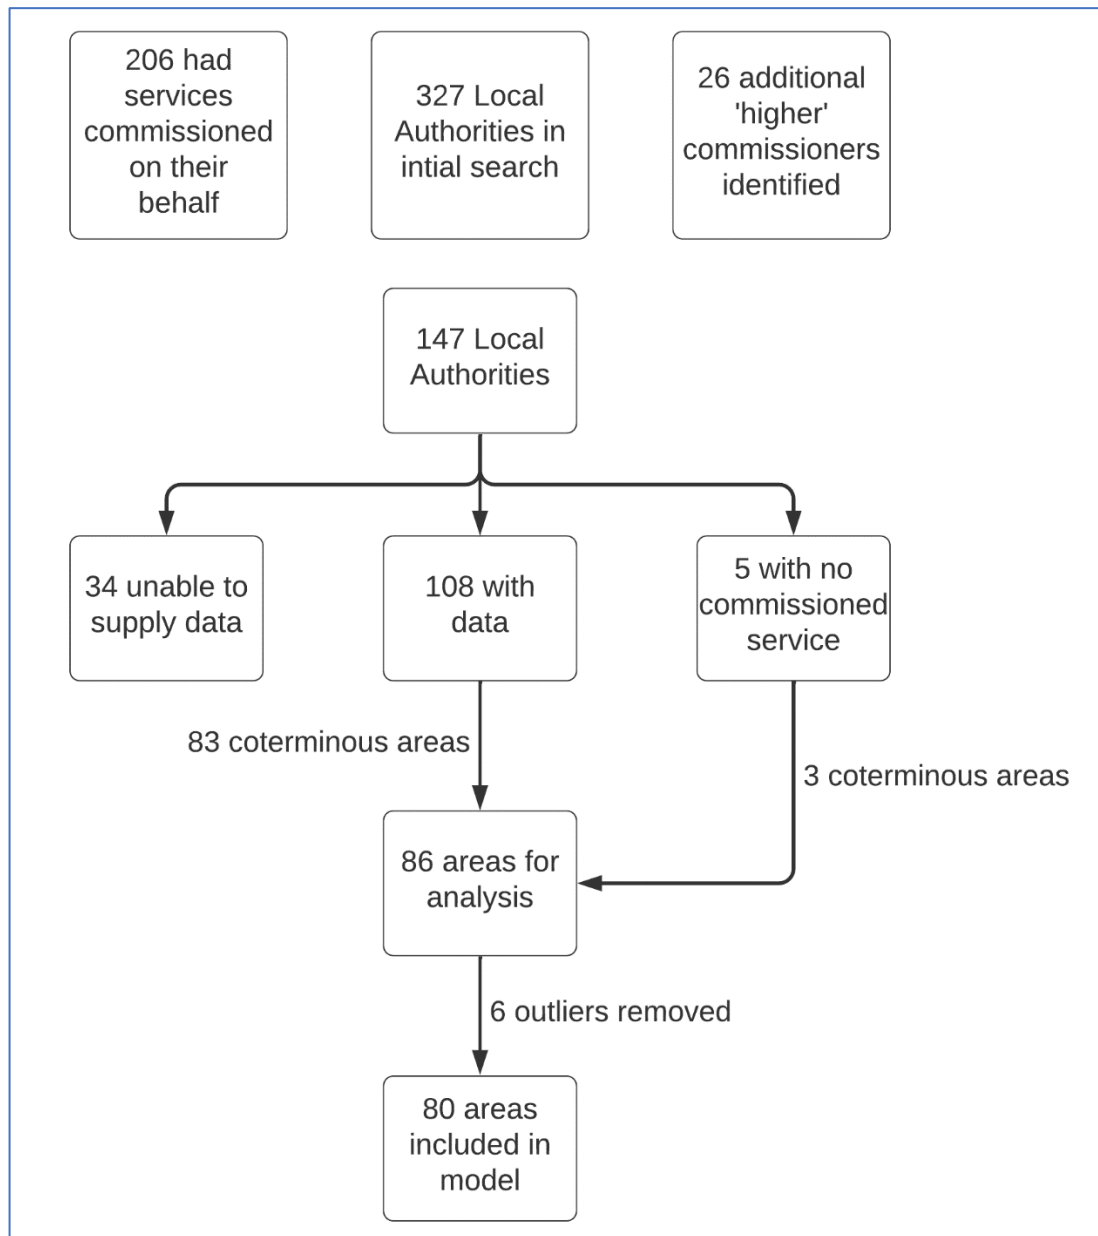 206 had
services
commissioned
on their
behalf
327 Local
Authorities in
intial search
26 additional
'higher'
commissioners
identified
147 Local
Authorities
34 unable to
supply data
108 with
data
5 with no
commissioned
service
83 coterminous areas
3 coterminous areas
86 areas for
analysis
6 outliers removed
80 areas
included in
model